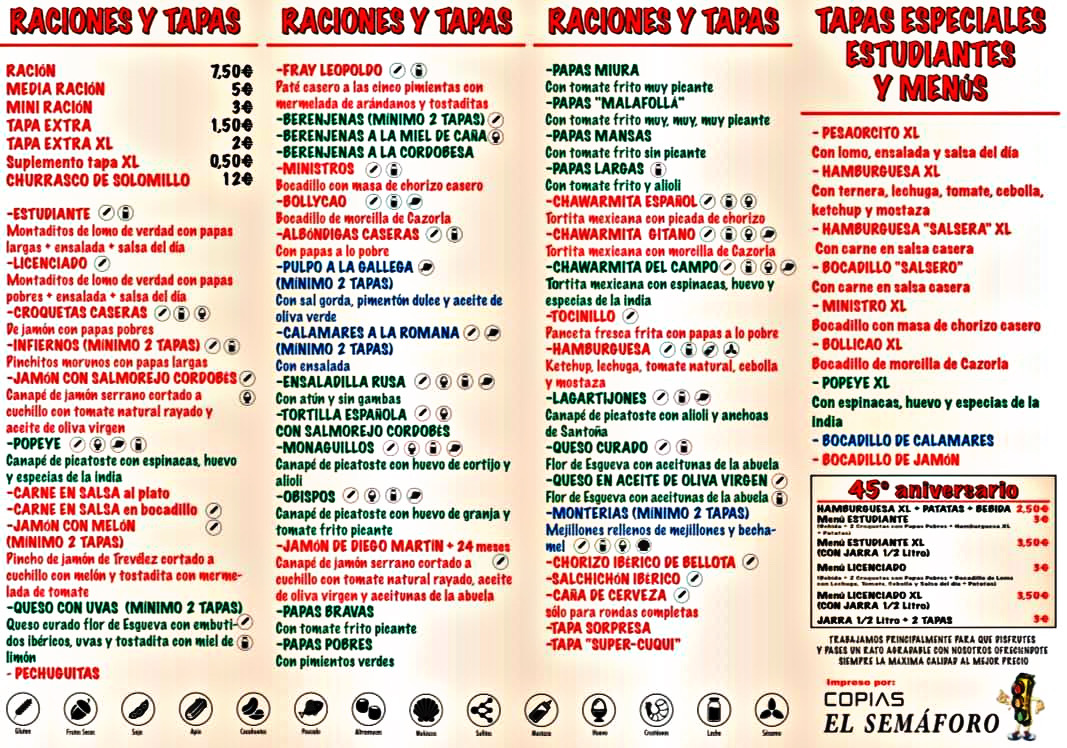 RACIONES Y TAPAS
RACIÓN 7,50€
MEDIA RACIÓN 5€
MINI RACIÓN 3€
TAPA EXTRA 1,50€
TAPA EXTRA XL 2€
Suplemento tapa XL 0,50€
CHURRASCO DE SOLOMILLO 12€
-ESTUDIANTE
Montaditos de lomo de verdad con papas
largas + ensalada + salsa del día
-LICENCIADO
Montaditos de lomo de verdad con papas
pobres + ensalada + salsa del día
-CROQUETAS CASERAS
De jamón con papas pobres
-INFIERNOS (MÍNIMO 2 TAPAS)
Pinchitos morunos con papas largas
-JAMÓN CON SALMOREJO CORDOBÉS
Canapé de jamón serrano cortado a
cuchillo con tomate natural rayado y
aceite de oliva virgen
-POPEYE
Canapé de picatoste con espinacas, huevo
y especias de la india
-CARNE EN SALSA al plato
-CARNE EN SALSA en bocadillo
-JAMÓN CON MELÓN
(MÍNIMO 2 TAPAS)
Pincho de jamón de Trevélez cortado a
cuchillo con melón y tostadita con merme-
lada de tomate
-QUESO CON UVAS (MÍNIMO 2 TAPAS)
Queso curado flor de Esgueva con embuti-
dos ibéricos, uvas y tostadita con miel de
limón
- PECHUGUITAS
RACIONES Y TAPAS
-FRAY LEOPOLDO
Paté casero a las cinco pimientas con
mermelada de arándanos y tostaditas
-BERENJENAS (MÍNIMO 2 TAPAS)
-BERENJENAS A LA MIEL DE CAÑA
-BERENJENAS A LA CORDOBESA
-MINISTROS
Bocadillo con masa de chorizo casero
-BOLLYCAO
Bocadillo de morcilla de Cazorla
-ALBÓNDIGAS CASERAS
Con papas a lo pobre
-PULPO A LA GALLEGA
(MÍNIMO 2 TAPAS)
Con sal gorda, pimentón dulce y aceite de
oliva verde
-CALAMARES A LA ROMANA
(MÍNIMO 2 TAPAS)
Con ensalada
-ENSALADILLA RUSA
Con atún y sin gambas
-TORTILLA ESPAÑOLA
CON SALMOREJO CORDOBÉS
-MONAGUILLOS
Canapé de picatoste con huevo de cortijo y
alioli
-OBISPOS
Canapé de picatoste con huevo de granja y
tomate frito picante
-JAMÓN DE DIEGO MARTÍN + 24 meses
Canapé de jamón serrano cortado a
cuchillo con tomate natural rayado, aceite
de oliva virgen y aceitunas de la abuela
-PAPAS BRAVAS
Con tomate frito picante
-PAPAS POBRES
Con pimientos verdes
RACIONES Y TAPAS
-PAPAS MIURA
Con tomate frito muy picante
-PAPAS "MALAFOLLÁ"
Con tomate frito muy, muy, muy picante
-PAPAS MANSAS
Con tomate frito sin picante
-PAPAS LARGAS
Con tomate frito y alioli
-CHAWARMITA ESPAÑOL
Tortita mexicana con picada de chorizo
-CHAWARMITA GITANO
Tortita mexicana con morcilla de Cazorla
-CHAWARMITA DEL CAMPO
Tortita mexicana con espinacas, huevo y
especias de la india
-TOCINILLO
Panceta fresca frita con papas a lo pobre
-HAMBURGUESA
Ketchup, lechuga, tomate natural, cebolla
y mostaza
-LAGARTIJONES
Canapé de picatoste con alioli y anchoas
de Santoña
-QUESO CURADO
Flor de Esgueva con aceitunas de la abuela
-QUESO EN ACEITE DE OLIVA VIRGEN
Flor de Esgueva con aceitunas de la abuela
-MONTERIAS (MÍNIMO 2 TAPAS)
Mejillones rellenos de mejillones y becha-
mel
-CHORIZO IBÉRICO DE BELLOTA
-SALCHICHÓN IBÉRICO
-CAÑA DE CERVEZA
sólo para rondas completas
-TAPA SORPRESA
-TAPA "SUPER-CUQUI"
TAPAS ESPECIALES
ESTUDIANTES
Y MENÚS
- PESAORCITO XL
Con lomo, ensalada y salsa del día
- HAMBURGUESA XL
Con ternera, lechuga, tomate, cebolla,
ketchup y mostaza
- HAMBURGUESA "SALSERA" XL
Con carne en salsa casera
- BOCADILLO "SALSERO"
Con carne en salsa casera
- MINISTRO XL
Bocadillo con masa de chorizo casero
- BOLLICAO XL
Bocadillo de morcilla de Cazorla
- POPEYE XL
Con espinacas, huevo y especias de la
india
- BOCADILLO DE CALAMARES
- BOCADILLO DE JAMÓN
45º aniversario
HAMBURGUESA XL + PATATAS + BEBIDA 2,50€
Menú ESTUDIANTE 3€
(Bebida + 2 Croquetas con Papas Pobres + Hamburguesa XL
+ Patatas)
Menú ESTUDIANTE XL 3,50€
(CON JARRA 1/2 Litro)
Menú LICENCIADO 3€
(Bebida + 2 Croquetas con Papas Pobres + Bocadillo de Lomo
con Lechuga, Tomate, Cebolla y Salsa del día + Patatas)
Menú LICENCIADO XL 3,50€
(CON JARRA 1/2 Litro)
JARRA 1/2 Litro + 2 TAPAS 3€
TRABAJAMOS PRINCIPALMENTE PARA QUE DISFRUTES
Y PASES UN RATO AGRADABLE CON NOSOTROS OFRECIÉNDOTE
SIEMPRE LA MAXIMA CALIDAD AL MEJOR PRECIO
Impreso por:
COPIAS
EL SEMÁFORO
Gluten Frutos Secos Soja Apio Cacahuetes Pescado Altramuces Moluscos Sulfitos Mostaza Huevo Crustáceos Leche Sésamo